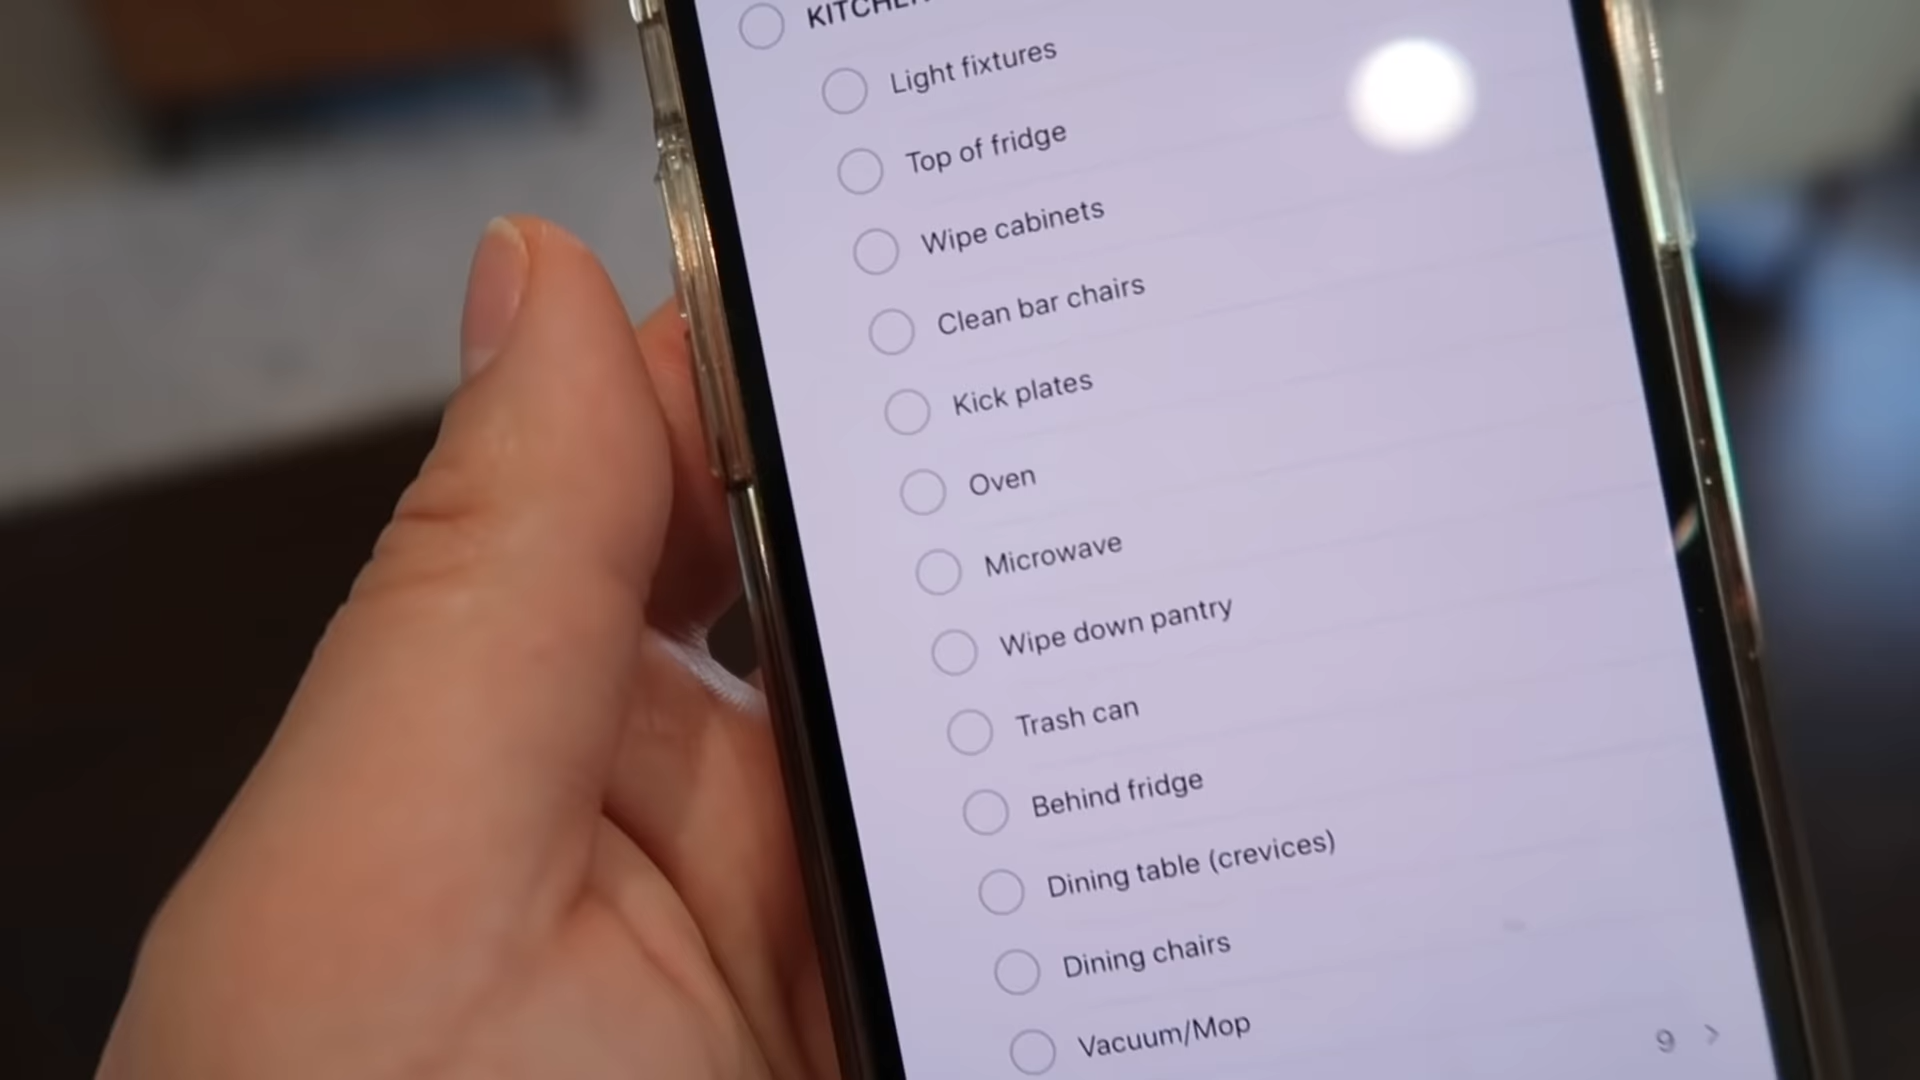 KITCHEN
Light fixtures
Top of fridge
Wipe cabinets
Clean bar chairs
Kick plates
Oven
Microwave
Wipe down pantry
Trash can
Behind fridge
Dining table (crevices)
Dining chairs
Vacuum/Mop
9